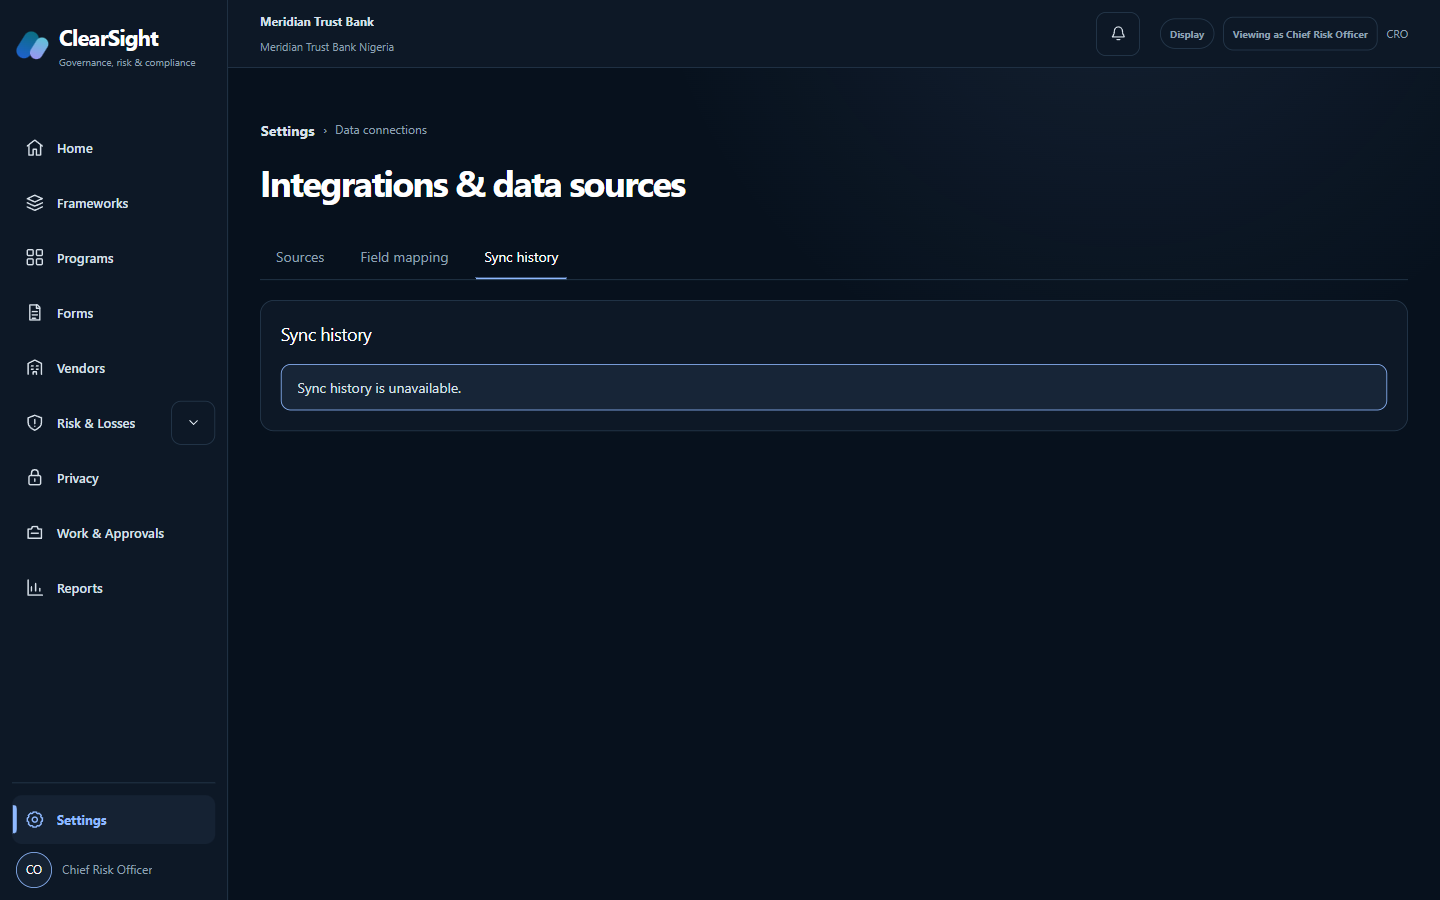 ClearSight
Governance, risk & compliance
Home
Frameworks
Programs
Forms
Vendors
Risk & Losses
Privacy
Work & Approvals
Reports
Settings
CO
Chief Risk Officer
Meridian Trust Bank
Meridian Trust Bank Nigeria
Display
Viewing as Chief Risk Officer
CRO
Settings › Data connections
Integrations & data sources
Sources
Field mapping
Sync history
Sync history
Sync history is unavailable.